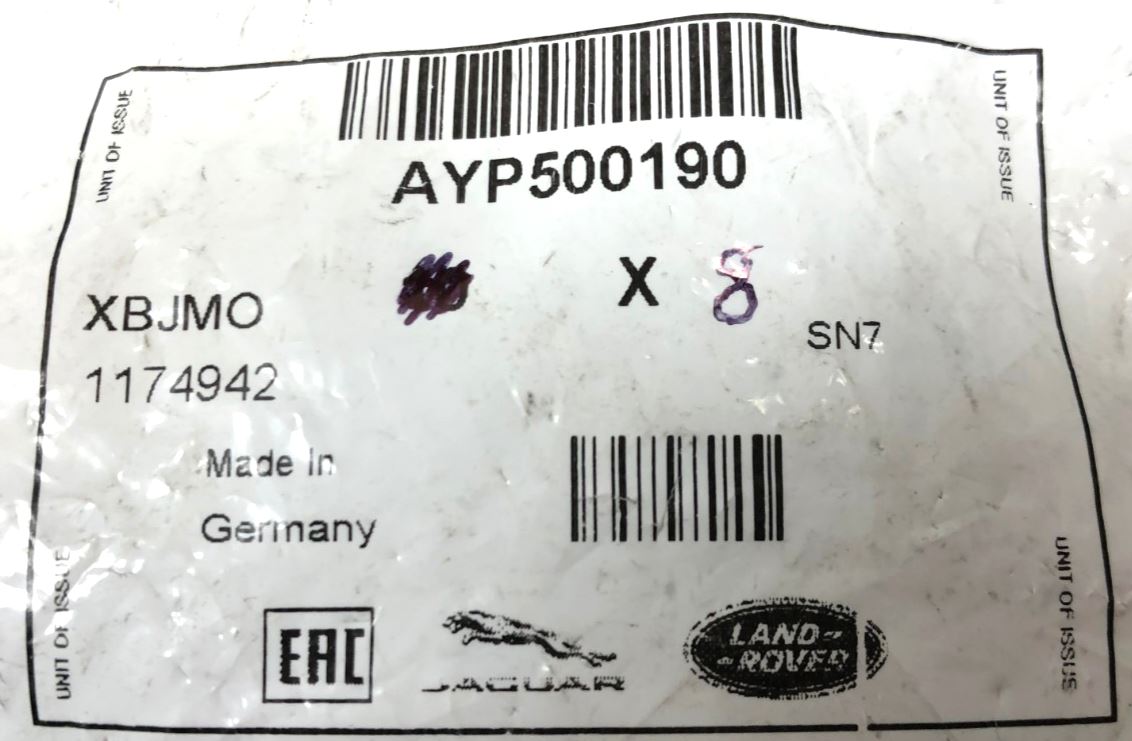 AYP500190
UNIT OF ISSUE
UNIT OF ISSUE
X 8
XBJMO
SN7
1174942
Made In
Germany
UNIT OF ISSUE
UNIT OF ISSUE
EAC
JAGUAR
LAND-
-ROVER